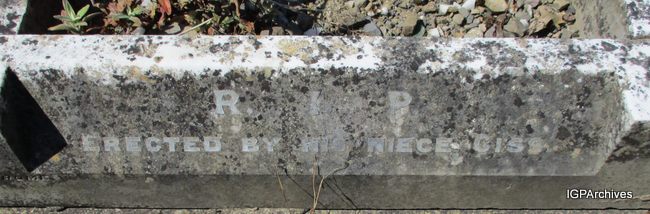 R. I. P.
ERECTED BY HIS NIECE CISS.
IGPArchives